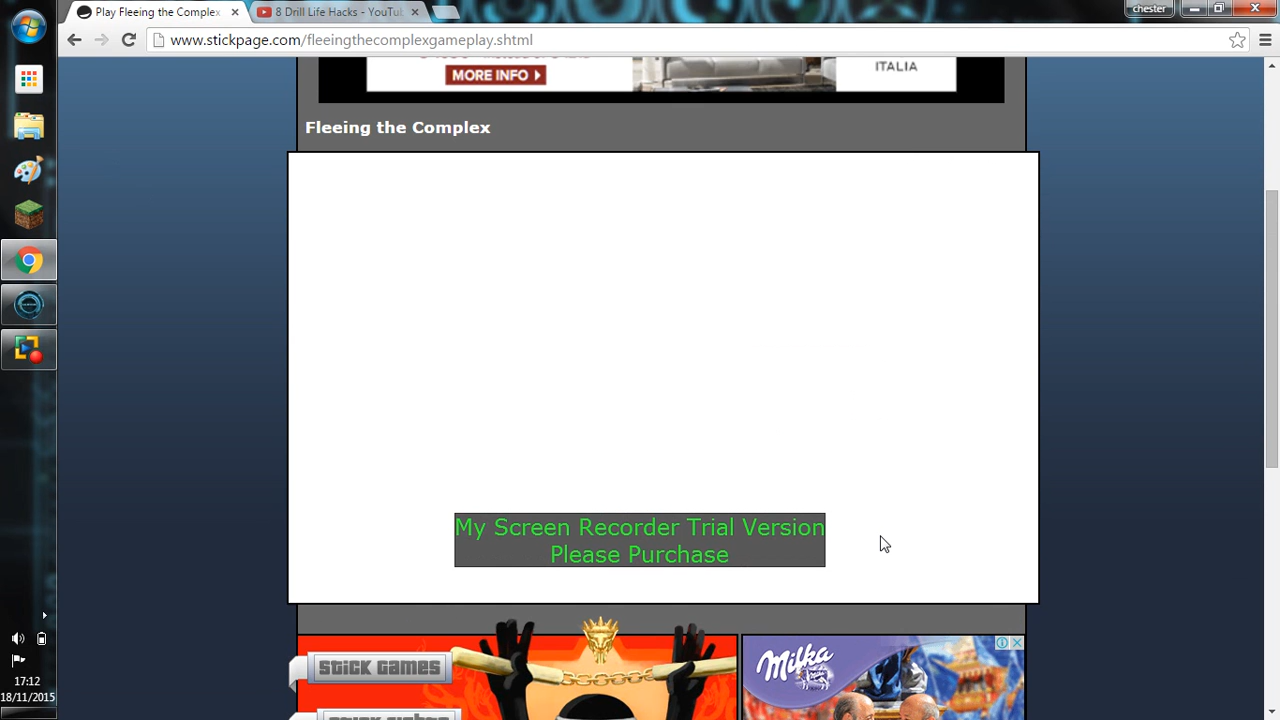 Play Fleeing the Complex
8 Drill Life Hacks - YouTub
chester
www.stickpage.com/fleeingthecomplexgameplay.shtml
MORE INFO
ITALIA
Fleeing the Complex
My Screen Recorder Trial Version
Please Purchase
STICK GAMES
Milka
17:12
18/11/2015